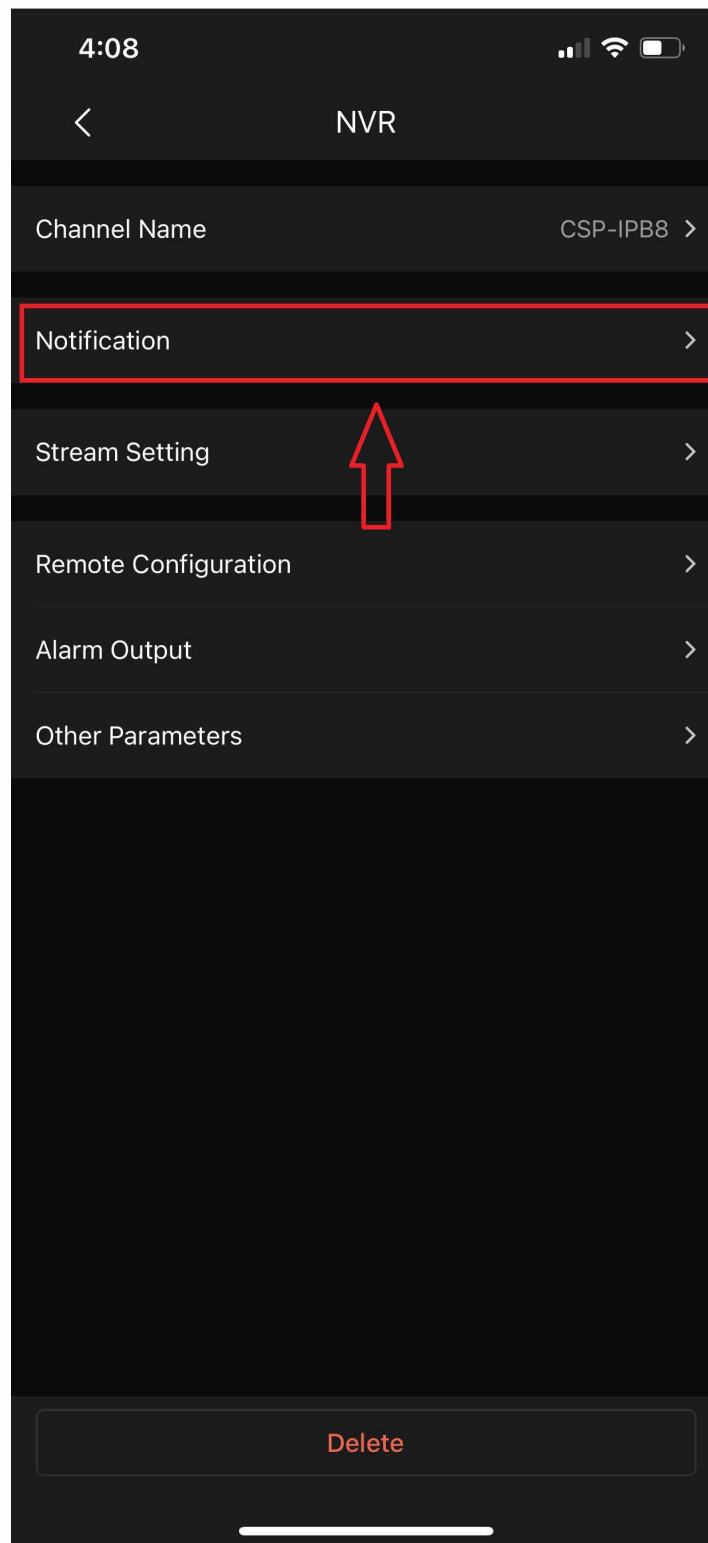 4:08
NVR
Channel Name CSP-IPB8
Notification
Stream Setting
Remote Configuration
Alarm Output
Other Parameters
Delete